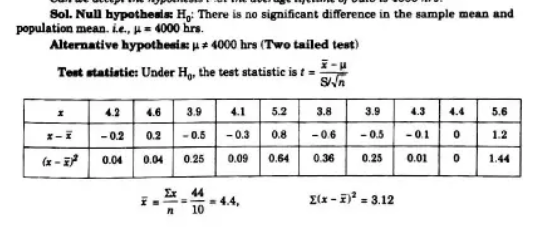 Sol. Null hypothesis: H₀: There is no significant difference in the sample mean and
population mean. i.e., μ = 4000 hrs.
Alternative hypothesis: μ ≠ 4000 hrs (Two tailed test)
Test statistic: Under H₀, the test statistic is t = (x̄ - μ) / (S/√n)
x 4.2 4.6 3.9 4.1 5.2 3.8 3.9 4.3 4.4 5.6
x - x̄ - 0.2 0.2 - 0.5 - 0.3 0.8 - 0.6 - 0.5 - 0.1 0 1.2
(x - x̄)² 0.04 0.04 0.25 0.09 0.64 0.36 0.25 0.01 0 1.44
x̄ = Σx / n = 44 / 10 = 4.4, Σ(x - x̄)² = 3.12